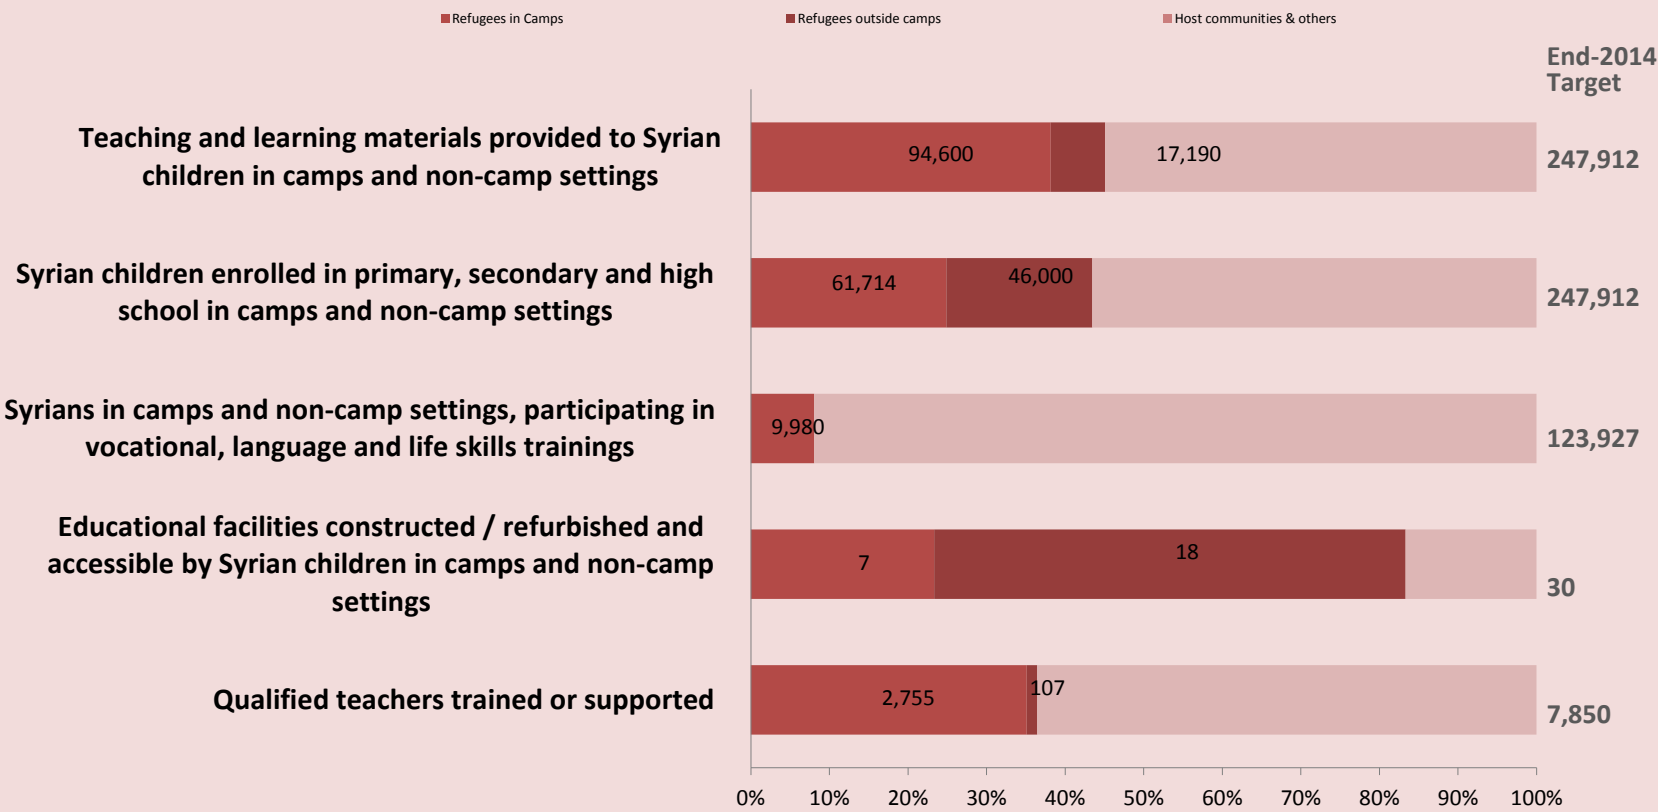 Refugees in Camps
Refugees outside camps
Host communities & others
End-2014
Target
Teaching and learning materials provided to Syrian
children in camps and non-camp settings
94,600
17,190
247,912
Syrian children enrolled in primary, secondary and high
school in camps and non-camp settings
61,714
46,000
247,912
Syrians in camps and non-camp settings, participating in
vocational, language and life skills trainings
9,980
123,927
Educational facilities constructed / refurbished and
accessible by Syrian children in camps and non-camp
settings
7
18
30
Qualified teachers trained or supported
2,755
107
7,850
0% 10% 20% 30% 40% 50% 60% 70% 80% 90% 100%